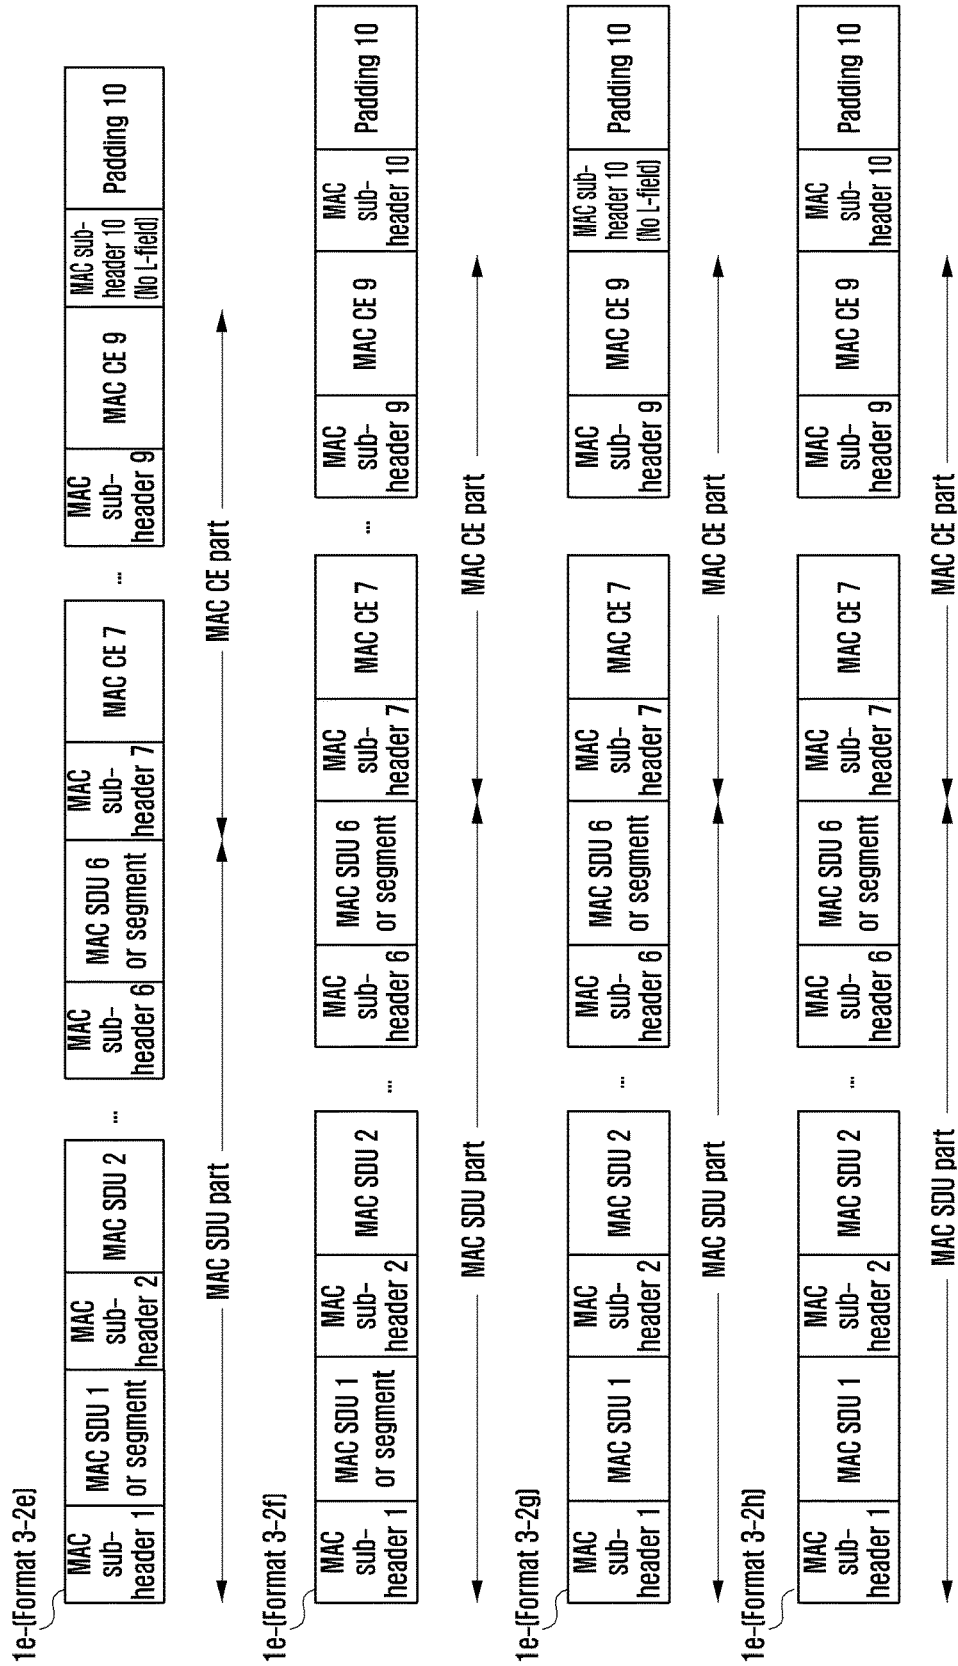 1e-(Format 3-2e)
MAC
sub-
header 1
MAC SDU 1
or segment
MAC
sub-
header 2
MAC SDU 2
...
MAC
sub-
header 6
MAC SDU 6
or segment
MAC
sub-
header 7
MAC CE 7
...
MAC
sub-
header 9
MAC CE 9
MAC sub-
header 10
(No L-field)
Padding 10
MAC SDU part
MAC CE part
1e-(Format 3-2f)
MAC
sub-
header 1
MAC SDU 1
or segment
MAC
sub-
header 2
MAC SDU 2
...
MAC
sub-
header 6
MAC SDU 6
or segment
MAC
sub-
header 7
MAC CE 7
...
MAC
sub-
header 9
MAC CE 9
MAC
sub-
header 10
Padding 10
MAC SDU part
MAC CE part
1e-(Format 3-2g)
MAC
sub-
header 1
MAC SDU 1
MAC
sub-
header 2
MAC SDU 2
...
MAC
sub-
header 6
MAC SDU 6
or segment
MAC
sub-
header 7
MAC CE 7
MAC
sub-
header 9
MAC CE 9
MAC sub-
header 10
(No L-field)
Padding 10
MAC SDU part
MAC CE part
1e-(Format 3-2h)
MAC
sub-
header 1
MAC SDU 1
MAC
sub-
header 2
MAC SDU 2
...
MAC
sub-
header 6
MAC SDU 6
or segment
MAC
sub-
header 7
MAC CE 7
MAC
sub-
header 9
MAC CE 9
MAC
sub-
header 10
Padding 10
MAC SDU part
MAC CE part